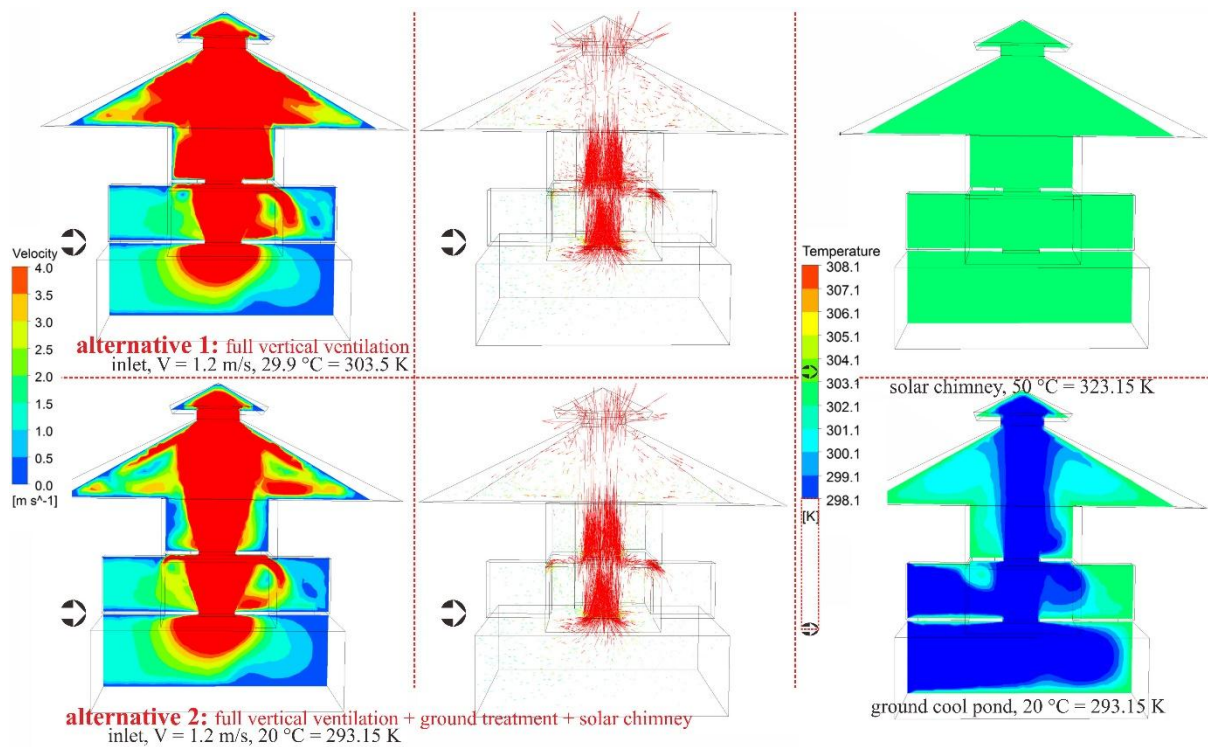 Velocity
4.0
3.5
3.0
2.5
2.0
1.5
1.0
0.5
0.0
[m s^-1]
alternative 1: full vertical ventilation
inlet, V = 1.2 m/s, 29.9 °C = 303.5 K
Temperature
308.1
307.1
306.1
305.1
304.1
303.1
302.1
301.1
300.1
299.1
298.1
[K]
solar chimney, 50 °C = 323.15 K
alternative 2: full vertical ventilation + ground treatment + solar chimney
inlet, V = 1.2 m/s, 20 °C = 293.15 K
ground cool pond, 20 °C = 293.15 K